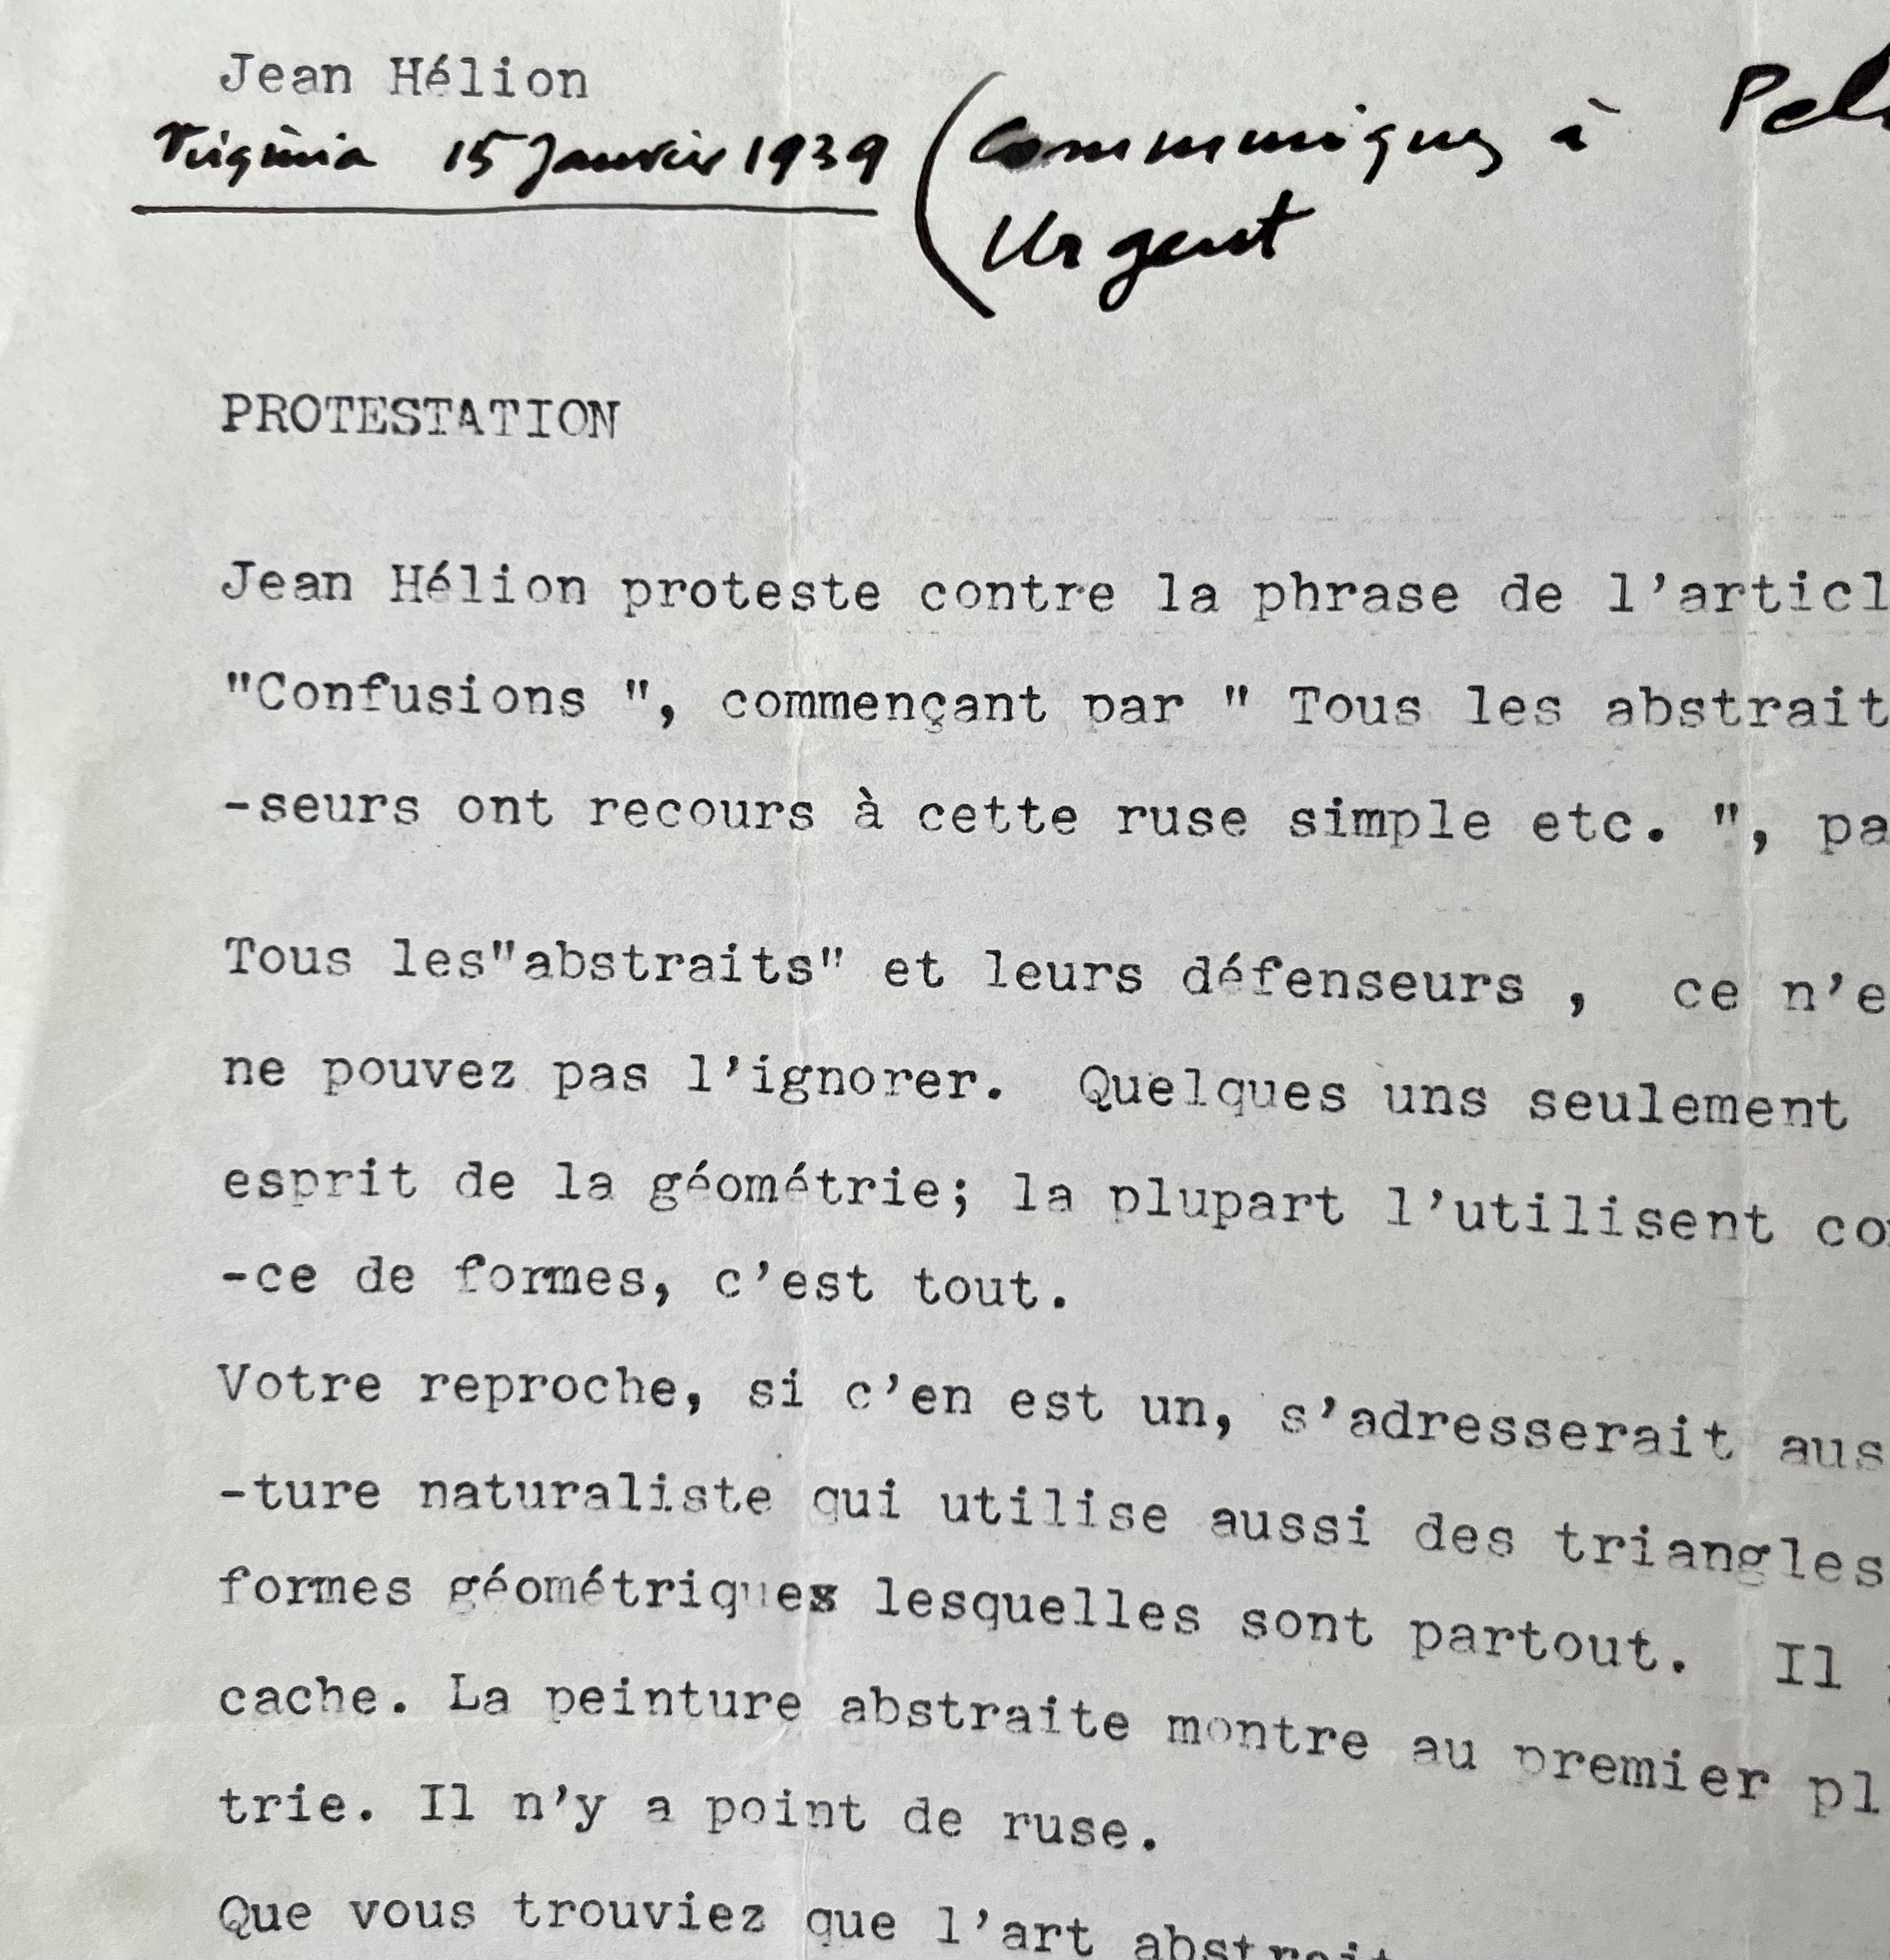 Jean Hélion
Virginia 15 Janvier 1939 (Communiquez à Pel
Urgent
PROTESTATION
Jean Hélion proteste contre la phrase de l'articl
"Confusions ", commençant par " Tous les abstrait
-seurs ont recours à cette ruse simple etc. ", pa
Tous les"abstraits" et leurs défenseurs , ce n'e
ne pouvez pas l'ignorer. Quelques uns seulement
esprit de la géométrie; la plupart l'utilisent co
-ce de formes, c'est tout.
Votre reproche, si c'en est un, s'adresserait aus
-ture naturaliste qui utilise aussi des triangles
formes géométriques lesquelles sont partout. Il
cache. La peinture abstraite montre au premier pl
trie. Il n'y a point de ruse.
Que vous trouviez que l'art abstrait